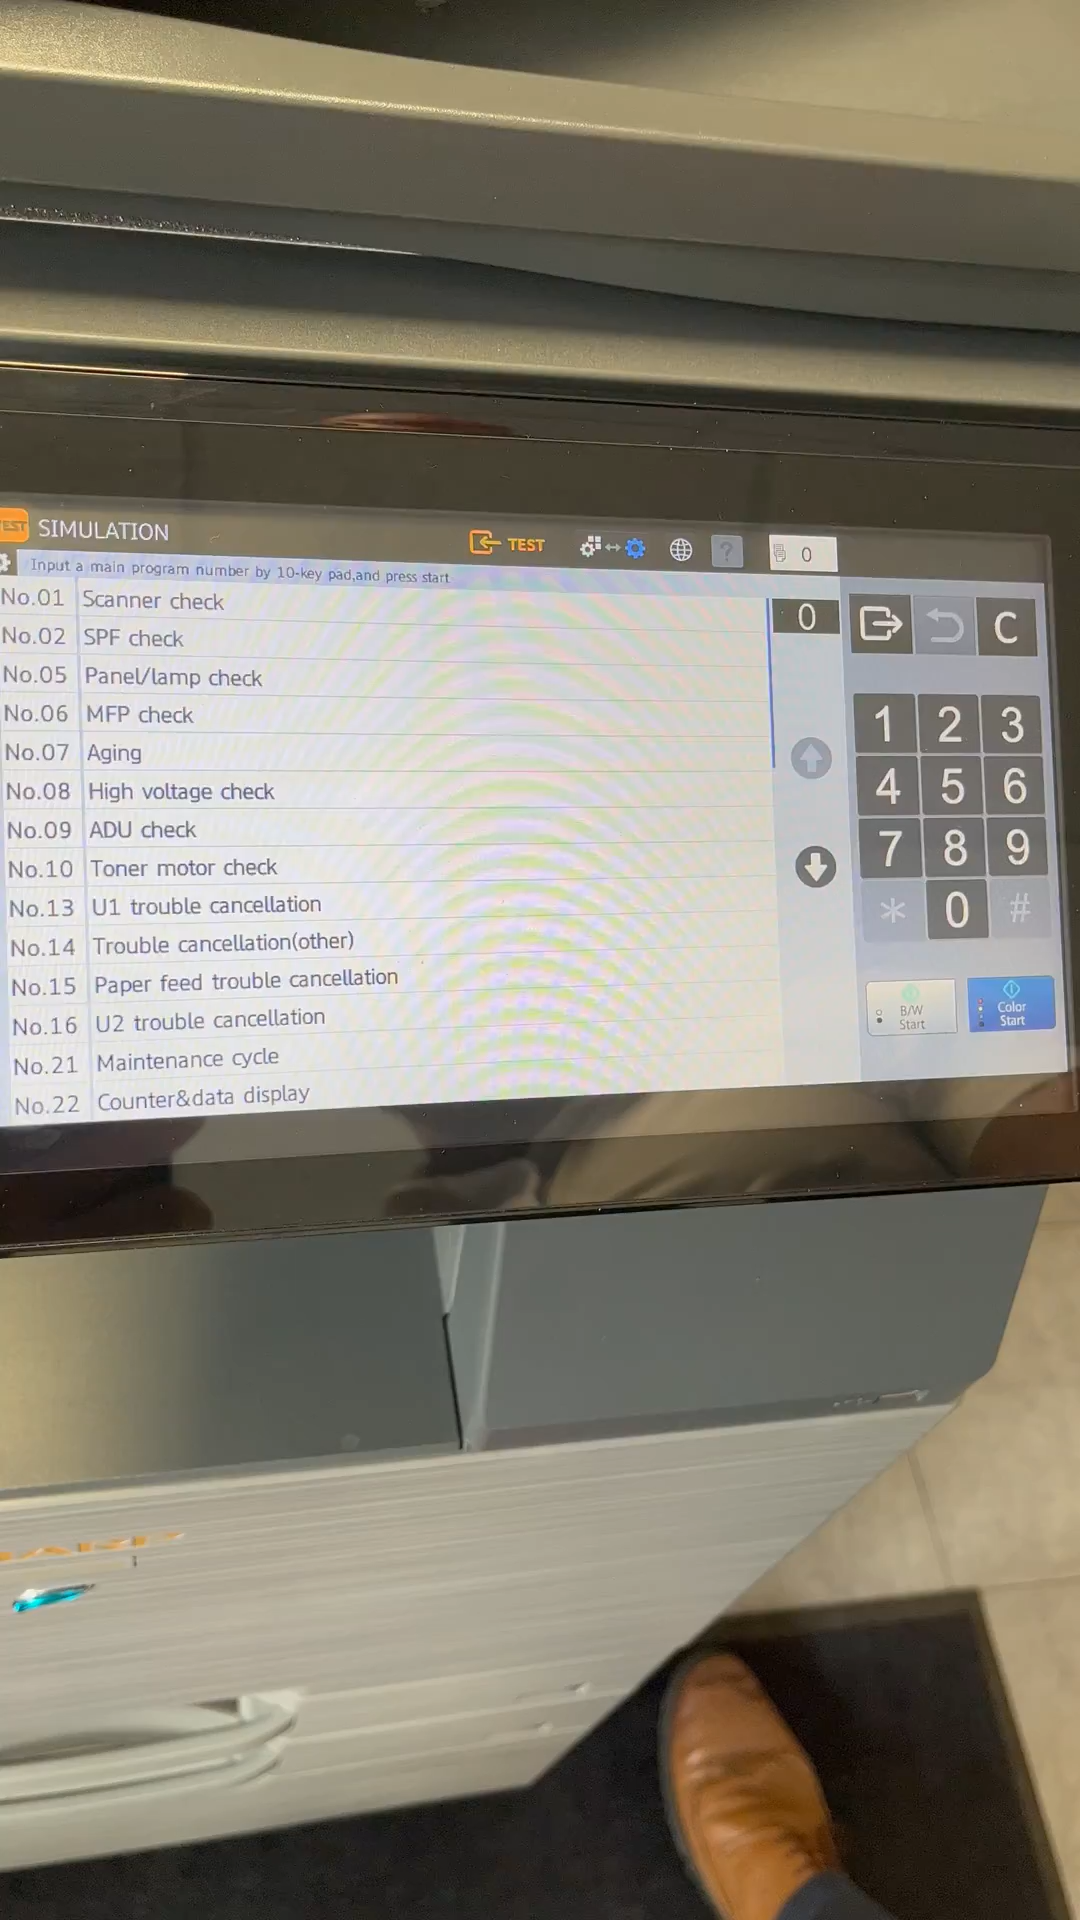 TEST SIMULATION
TEST
?
0
Input a main program number by 10-key pad,and press start
No.01 Scanner check
No.02 SPF check
No.05 Panel/lamp check
No.06 MFP check
No.07 Aging
No.08 High voltage check
No.09 ADU check
No.10 Toner motor check
No.13 U1 trouble cancellation
No.14 Trouble cancellation(other)
No.15 Paper feed trouble cancellation
No.16 U2 trouble cancellation
No.21 Maintenance cycle
No.22 Counter&data display
0
C
1 2 3
4 5 6
7 8 9
* 0 #
B/W
Start
Color
Start